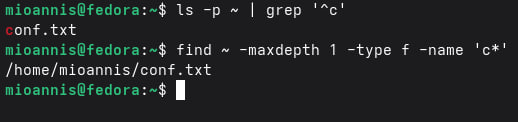 mioannis@fedora:~$ ls -p ~ | grep '^c'
conf.txt
mioannis@fedora:~$ find ~ -maxdepth 1 -type f -name 'c*'
/home/mioannis/conf.txt
mioannis@fedora:~$